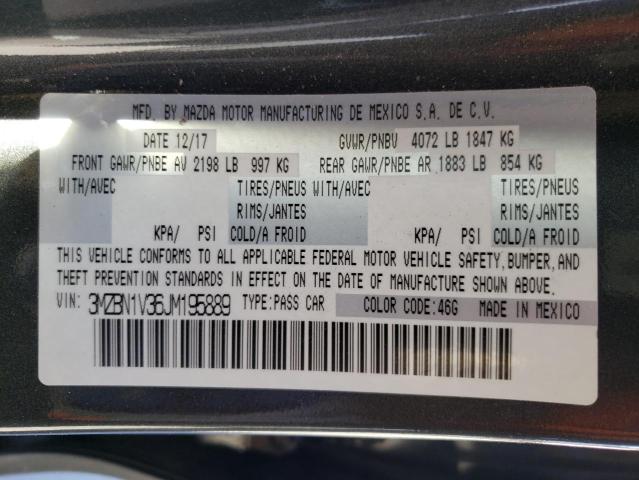 MFD. BY MAZDA MOTOR MANUFACTURING DE MEXICO S.A. DE C.V.
DATE 12/17 GVWR/PNBV 4072 LB 1847 KG
FRONT GAWR/PNBE AV 2198 LB 997 KG REAR GAWR/PNBE AR 1883 LB 854 KG
WITH/AVEC TIRES/PNEUS WITH/AVEC TIRES/PNEUS
RIMS/JANTES RIMS/JANTES
KPA/ PSI COLD/A FROID KPA/ PSI COLD/A FROID
THIS VEHICLE CONFORMS TO ALL APPLICABLE FEDERAL MOTOR VEHICLE SAFETY, BUMPER, AND
THEFT PREVENTION STANDARDS IN EFFECT ON THE DATE OF MANUFACTURE SHOWN ABOVE.
VIN: 3MZBN1V36JM195889 TYPE:PASS CAR COLOR CODE:46G MADE IN MEXICO